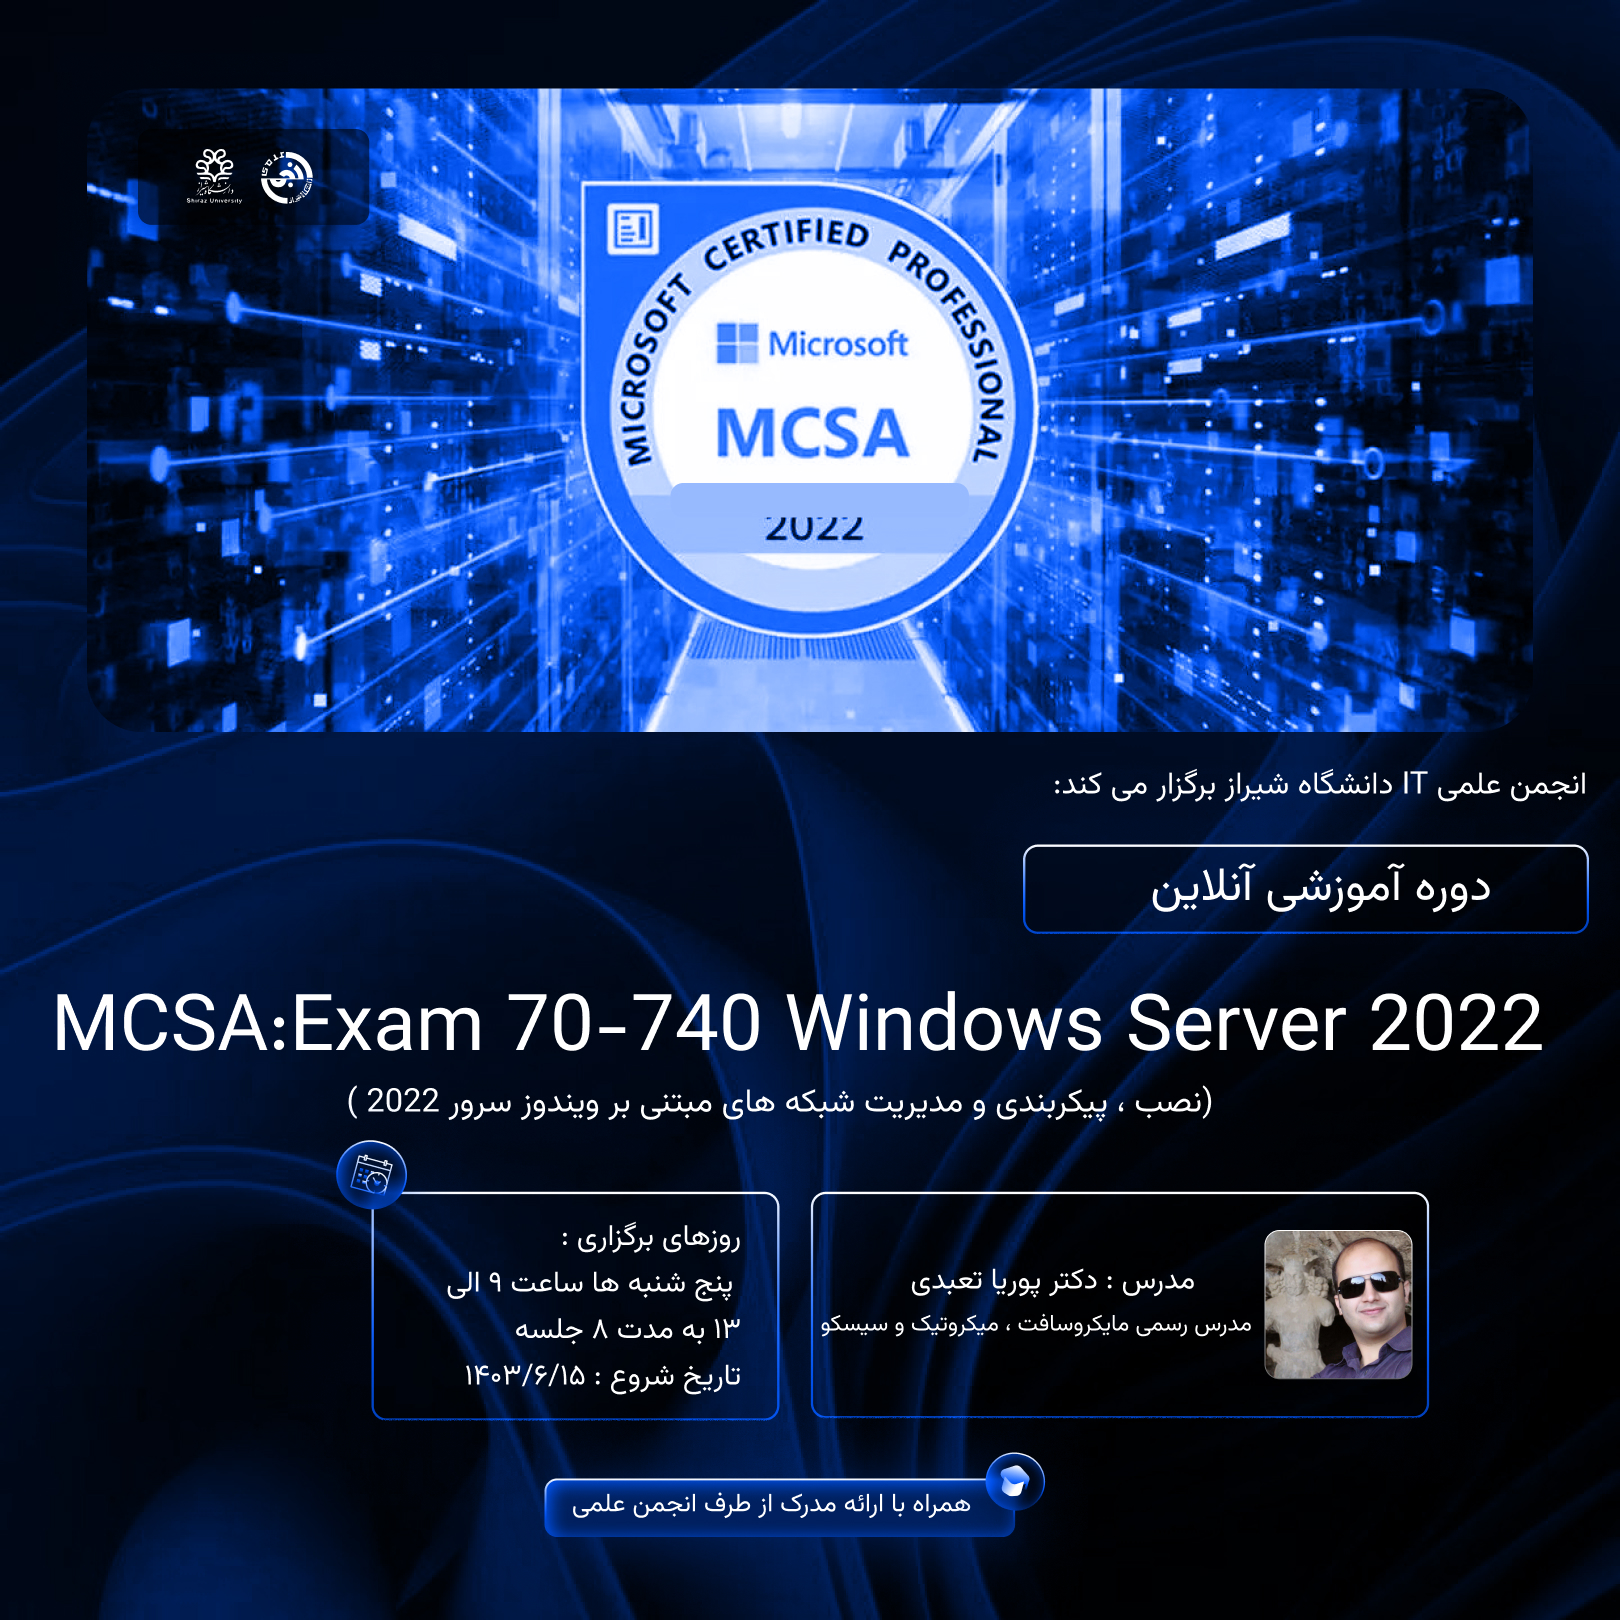 Shiraz University
MICROSOFT CERTIFIED PROFESSIONAL
Microsoft
MCSA
2022
انجمن علمی IT دانشگاه شیراز برگزار می کند:
دوره آموزشی آنلاین
MCSA:Exam 70-740 Windows Server 2022
(نصب ، پیکربندی و مدیریت شبکه های مبتنی بر ویندوز سرور 2022 )
مدرس : دکتر پوریا تعبدی
مدرس رسمی مایکروسافت ، میکروتیک و سیسکو
روزهای برگزاری :
پنج شنبه ها ساعت ۹ الی
۱۳ به مدت ۸ جلسه
تاریخ شروع : ۱۴۰۳/۶/۱۵
همراه با ارائه مدرک از طرف انجمن علمی